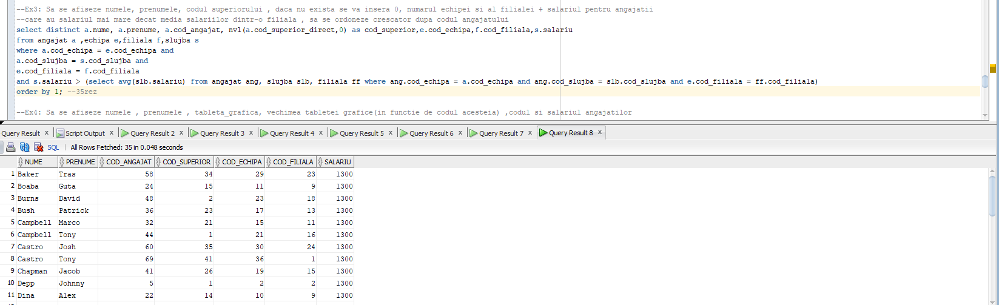 --Ex3: Sa se afiseze numele, prenumele, codul superiorului , daca nu exista se va insera 0, numarul echipei si al filialei + salariul pentru angajatii
--care au salariul mai mare decat media salariilor dintr-o filiala , sa se ordoneze crescator dupa codul angajatului
select distinct a.nume, a.prenume, a.cod_angajat, nvl(a.cod_superior_direct,0) as cod_superior,e.cod_echipa,f.cod_filiala,s.salariu
from angajat a ,echipa e,filiala f,slujba s
where a.cod_echipa = e.cod_echipa and
a.cod_slujba = s.cod_slujba and
e.cod_filiala = f.cod_filiala
and s.salariu > (select avg(slb.salariu) from angajat ang, slujba slb, filiala ff where ang.cod_echipa = a.cod_echipa and ang.cod_slujba = slb.cod_slujba and e.cod_filiala = ff.cod_filiala)
order by 1; --35rez
--Ex4: Sa se afiseze numele , prenumele , tableta_grafica, vechimea tabletei grafice(in functie de codul acesteia) ,codul si salariul angajatilor
Query Result x Script Output x Query Result 2 x Query Result 3 x Query Result 4 x Query Result 5 x Query Result 6 x Query Result 7 x Query Result 8 x
SQL | All Rows Fetched: 35 in 0.048 seconds
NUME PRENUME COD_ANGAJAT COD_SUPERIOR COD_ECHIPA COD_FILIALA SALARIU
1 Baker Tras 58 34 29 23 1300
2 Boaba Guta 24 15 11 9 1300
3 Burns David 48 2 23 18 1300
4 Bush Patrick 36 23 17 13 1300
5 Campbell Marco 32 21 15 11 1300
6 Campbell Tony 44 1 21 16 1300
7 Castro Josh 60 35 30 24 1300
8 Castro Tony 69 41 36 1 1300
9 Chapman Jacob 41 26 19 15 1300
10 Depp Johnny 5 1 2 2 1300
11 Dina Alex 22 14 10 9 1300